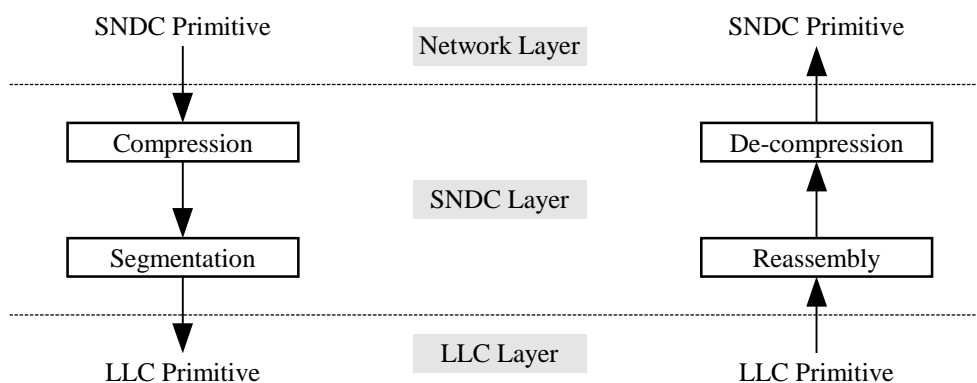 SNDC Primitive
Network Layer
SNDC Primitive
Compression
De-compression
SNDC Layer
Segmentation
Reassembly
LLC Layer
LLC Primitive
LLC Primitive